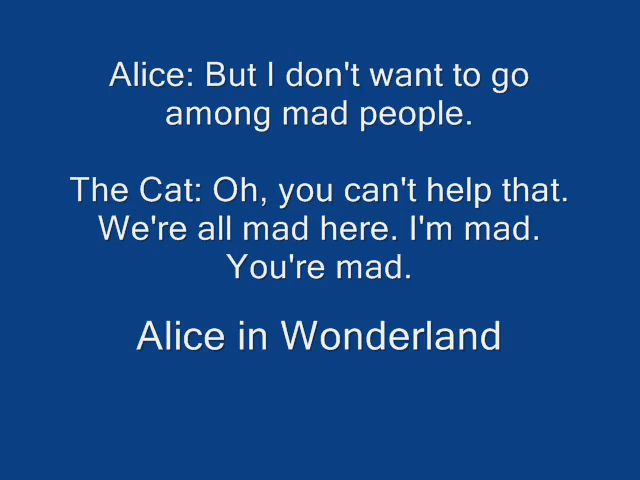 Alice: But I don't want to go
among mad people.
The Cat: Oh, you can't help that.
We're all mad here. I'm mad.
You're mad.
Alice in Wonderland